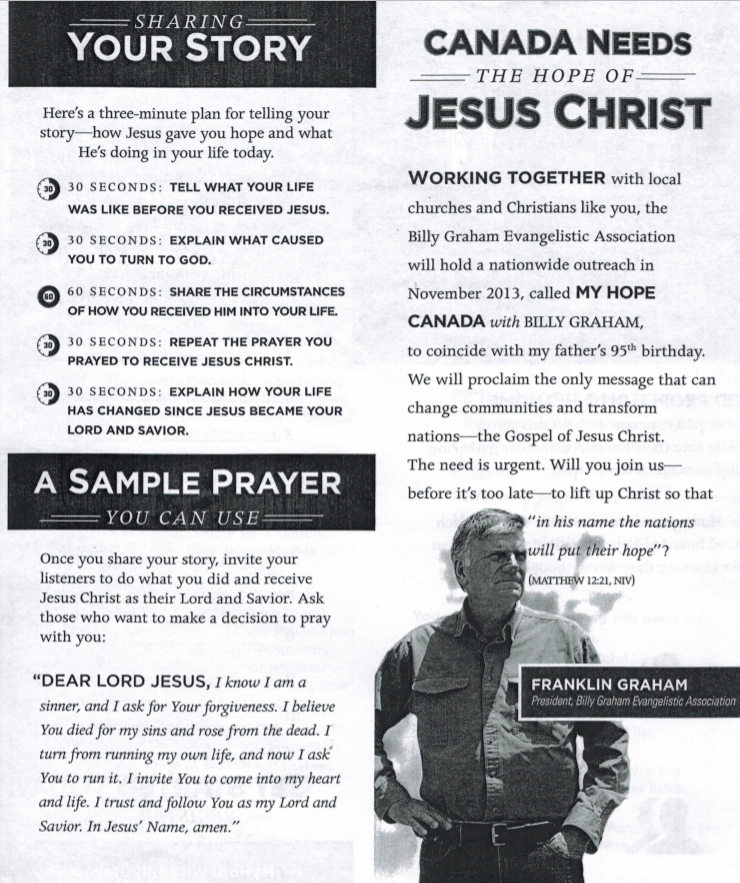 SHARING
YOUR STORY
Here's a three-minute plan for telling your
story—how Jesus gave you hope and what
He's doing in your life today.
30 30 SECONDS: TELL WHAT YOUR LIFE
WAS LIKE BEFORE YOU RECEIVED JESUS.
30 30 SECONDS: EXPLAIN WHAT CAUSED
YOU TO TURN TO GOD.
60 60 SECONDS: SHARE THE CIRCUMSTANCES
OF HOW YOU RECEIVED HIM INTO YOUR LIFE.
30 30 SECONDS: REPEAT THE PRAYER YOU
PRAYED TO RECEIVE JESUS CHRIST.
30 30 SECONDS: EXPLAIN HOW YOUR LIFE
HAS CHANGED SINCE JESUS BECAME YOUR
LORD AND SAVIOR.
A SAMPLE PRAYER
YOU CAN USE
Once you share your story, invite your
listeners to do what you did and receive
Jesus Christ as their Lord and Savior. Ask
those who want to make a decision to pray
with you:
"DEAR LORD JESUS, I know I am a
sinner, and I ask for Your forgiveness. I believe
You died for my sins and rose from the dead. I
turn from running my own life, and now I ask
You to run it. I invite You to come into my heart
and life. I trust and follow You as my Lord and
Savior. In Jesus' Name, amen."
CANADA NEEDS
THE HOPE OF
JESUS CHRIST
WORKING TOGETHER with local
churches and Christians like you, the
Billy Graham Evangelistic Association
will hold a nationwide outreach in
November 2013, called MY HOPE
CANADA with BILLY GRAHAM,
to coincide with my father's 95th birthday.
We will proclaim the only message that can
change communities and transform
nations—the Gospel of Jesus Christ.
The need is urgent. Will you join us—
before it's too late—to lift up Christ so that
"in his name the nations
will put their hope"?
(MATTHEW 12:21, NIV)
FRANKLIN GRAHAM
President, Billy Graham Evangelistic Association